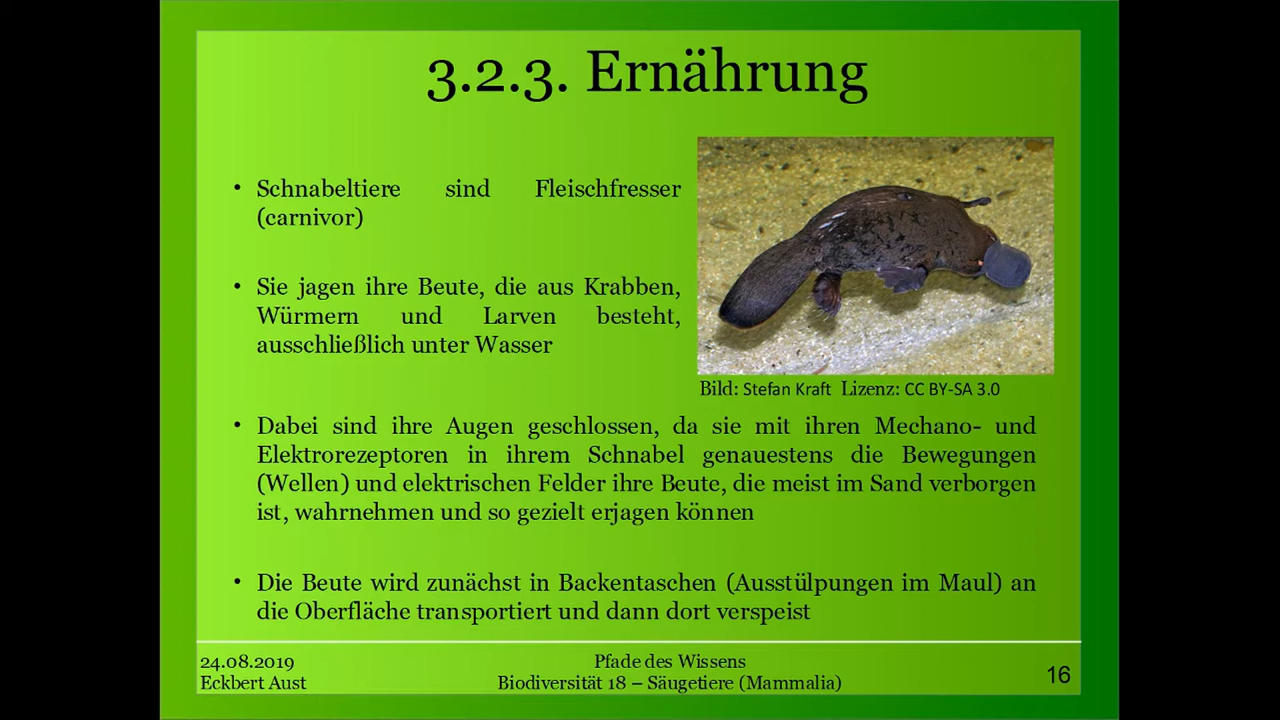 3.2.3. Ernährung
• Schnabeltiere sind Fleischfresser
(carnivor)
• Sie jagen ihre Beute, die aus Krabben,
Würmern und Larven besteht,
ausschließlich unter Wasser
Bild: Stefan Kraft Lizenz: CC BY-SA 3.0
• Dabei sind ihre Augen geschlossen, da sie mit ihren Mechano- und
Elektrorezeptoren in ihrem Schnabel genauestens die Bewegungen
(Wellen) und elektrischen Felder ihre Beute, die meist im Sand verborgen
ist, wahrnehmen und so gezielt erjagen können
• Die Beute wird zunächst in Backentaschen (Ausstülpungen im Maul) an
die Oberfläche transportiert und dann dort verspeist
24.08.2019
Eckbert Aust
Pfade des Wissens
Biodiversität 18 – Säugetiere (Mammalia)
16